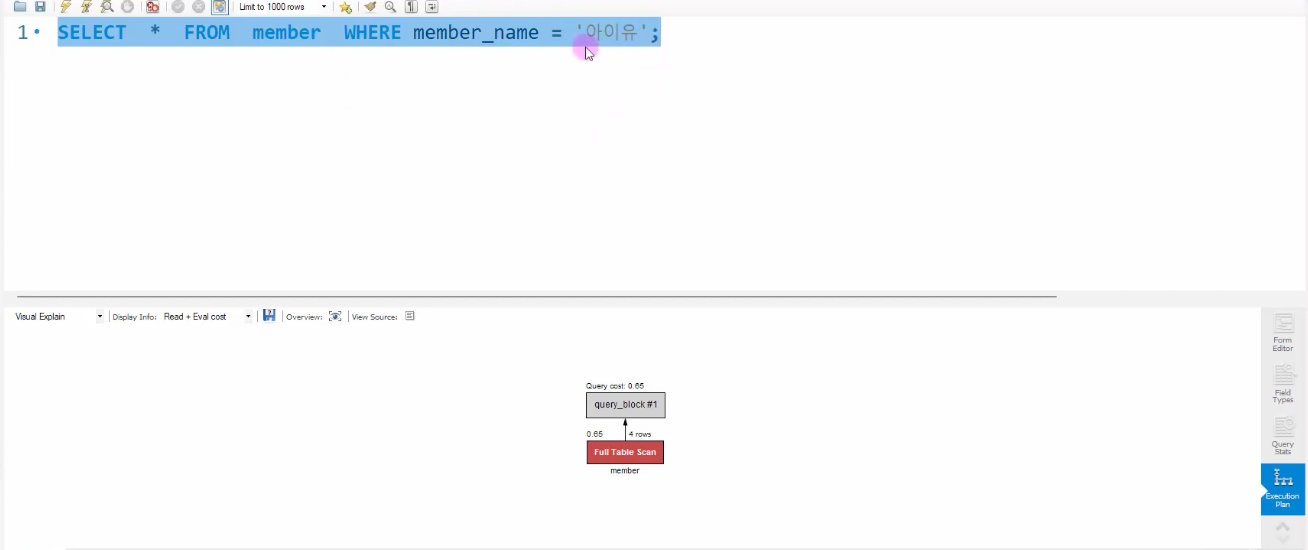 Limit to 1000 rows
1 SELECT * FROM member WHERE member_name = '아이유';
Visual Explain Display Info: Read + Eval cost Overview: View Source:
Form
Editor
Field
Types
Query
Stats
Execution
Plan
Query cost: 0.65
query_block #1
0.65 4 rows
Full Table Scan
member